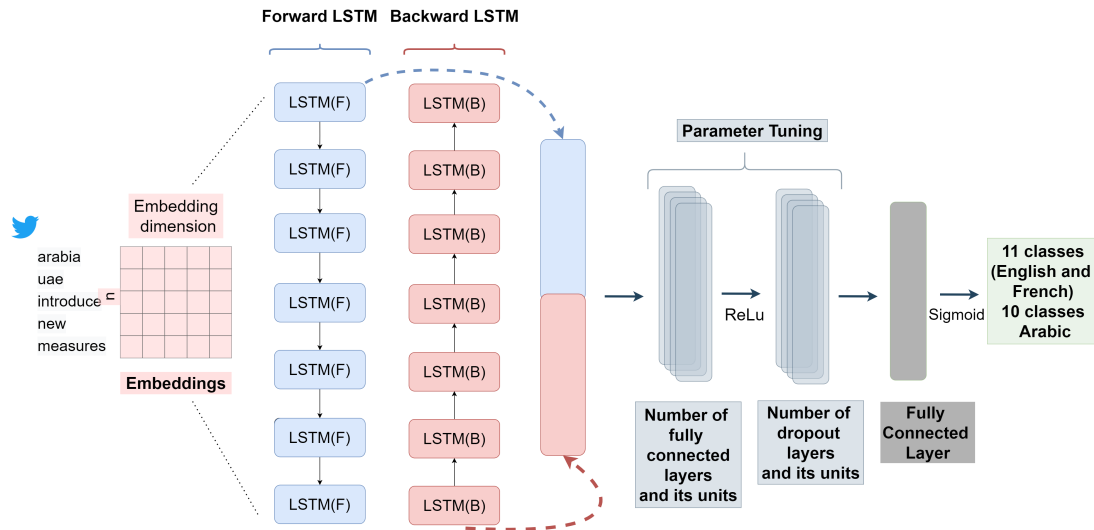 Forward LSTM
Backward LSTM
LSTM(F)
LSTM(B)
LSTM(F)
LSTM(B)
LSTM(F)
LSTM(B)
LSTM(F)
LSTM(B)
LSTM(F)
LSTM(B)
LSTM(F)
LSTM(B)
LSTM(F)
LSTM(B)
Embedding
dimension
arabia
uae
introduce
new
measures
n
Embeddings
Parameter Tuning
ReLu
Sigmoid
Number of
fully
connected
layers
and its units
Number of
dropout
layers
and its units
Fully
Connected
Layer
11 classes
(English and
French)
10 classes
Arabic